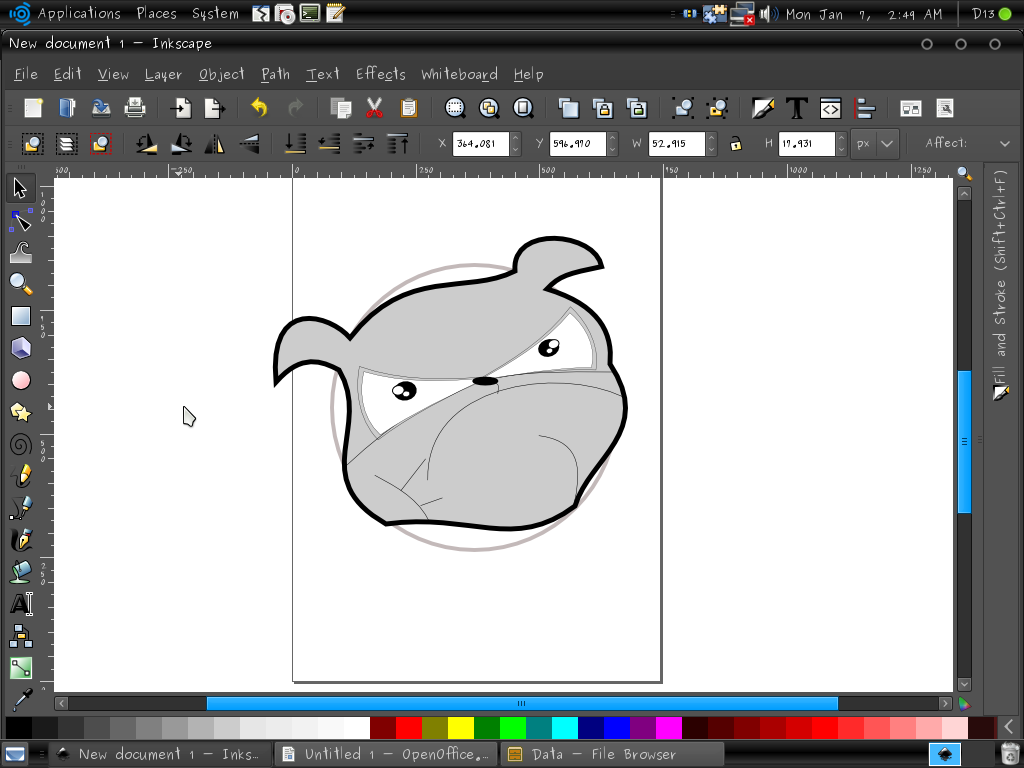 Applications Places System
Mon Jan 7, 2:49 AM D13
New document 1 – Inkscape
File Edit View Layer Object Path Text Effects Whiteboard Help
X 364.081 Y 596.970 W 52.915 H 17.931 px Affect:
0 250 500 750 1000 1250
Fill and Stroke (Shift+Ctrl+F)
New document 1 – Inks...
Untitled 1 – OpenOffice....
Data – File Browser